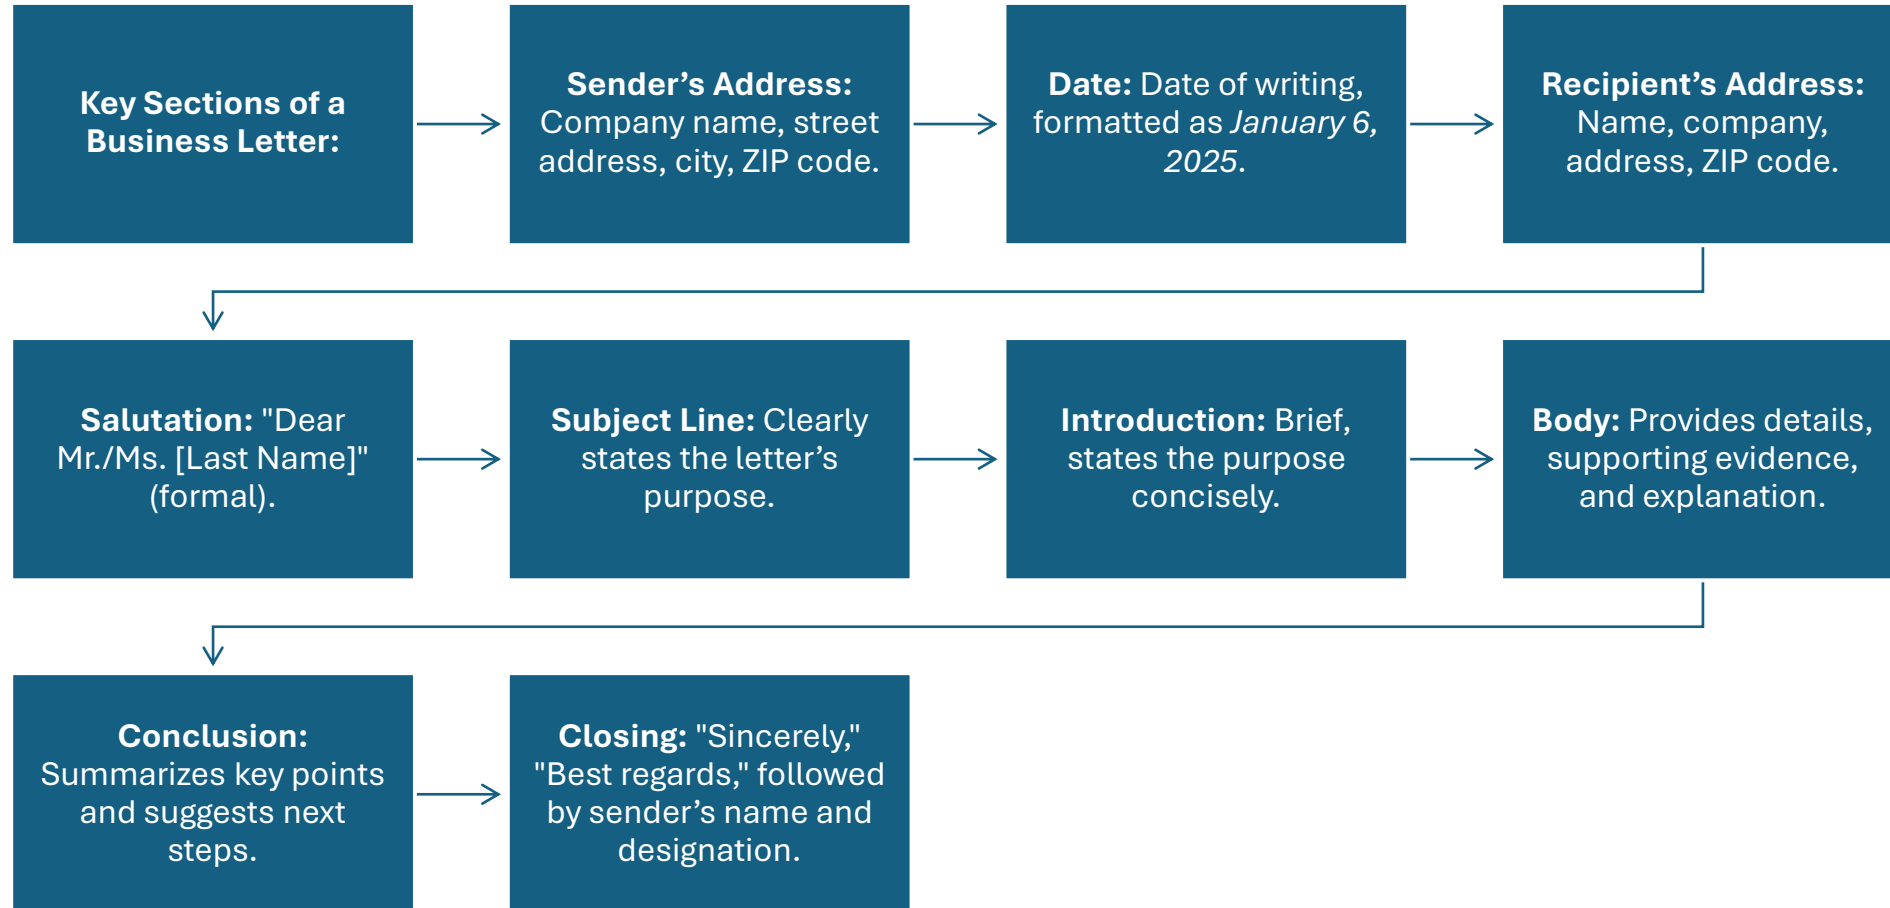 Key Sections of a
Business Letter:
Sender’s Address:
Company name, street
address, city, ZIP code.
Date: Date of writing,
formatted as January 6,
2025.
Recipient’s Address:
Name, company,
address, ZIP code.
Salutation: "Dear
Mr./Ms. [Last Name]"
(formal).
Subject Line: Clearly
states the letter’s
purpose.
Introduction: Brief,
states the purpose
concisely.
Body: Provides details,
supporting evidence,
and explanation.
Conclusion:
Summarizes key points
and suggests next
steps.
Closing: "Sincerely,"
"Best regards," followed
by sender’s name and
designation.